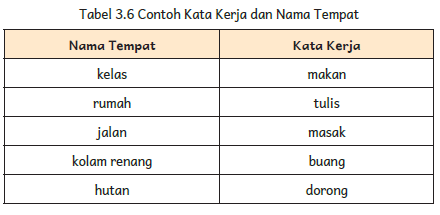 Tabel 3.6 Contoh Kata Kerja dan Nama Tempat
Nama Tempat Kata Kerja
kelas makan
rumah tulis
jalan masak
kolam renang buang
hutan dorong